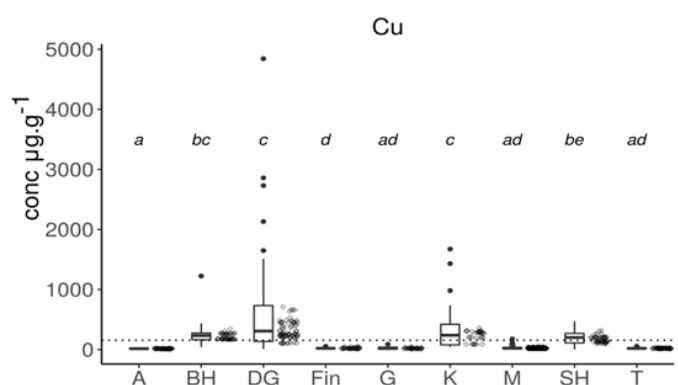 Cu
conc µg.g-1
5000
4000
3000
2000
1000
0
a bc c d ad c ad be ad
A BH DG Fin G K M SH T